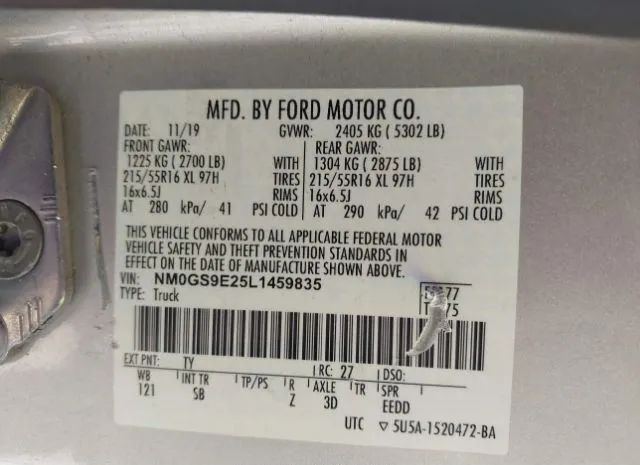 MFD. BY FORD MOTOR CO.
DATE: 11/19 GVWR: 2405 KG ( 5302 LB)
FRONT GAWR: REAR GAWR:
1225 KG ( 2700 LB) WITH 1304 KG ( 2875 LB) WITH
215/55R16 XL 97H TIRES 215/55R16 XL 97H TIRES
16x6.5J RIMS 16x6.5J RIMS
AT 280 kPa/ 41 PSI COLD AT 290 kPa/ 42 PSI COLD
THIS VEHICLE CONFORMS TO ALL APPLICABLE FEDERAL MOTOR
VEHICLE SAFETY AND THEFT PREVENTION STANDARDS IN
EFFECT ON THE DATE OF MANUFACTURE SHOWN ABOVE.
VIN: NM0GS9E25L1459835
TYPE: Truck
EXT PNT: TY RC: 27 DSO:
WB INT TR TP/PS R AXLE TR SPR
121 SB Z 3D EEDD
UTC ▽ 5U5A-1520472-BA